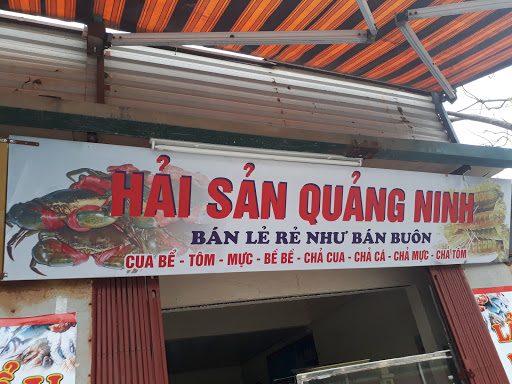 HẢI SẢN QUẢNG NINH
BÁN LẺ RẺ NHƯ BÁN BUÔN
CUA BỂ - TÔM - MỰC - BỀ BỀ - CHẢ CUA - CHẢ CÁ - CHẢ MỰC - CHẢ TÔM